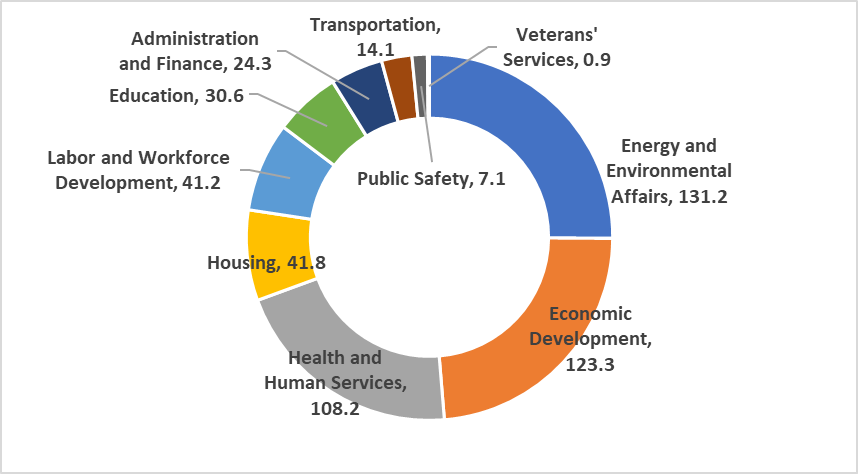 Transportation,
14.1
Veterans'
Services, 0.9
Administration
and Finance, 24.3
Education, 30.6
Energy and
Environmental
Affairs, 131.2
Labor and Workforce
Development, 41.2
Public Safety, 7.1
Housing, 41.8
Economic
Development,
123.3
Health and
Human Services,
108.2